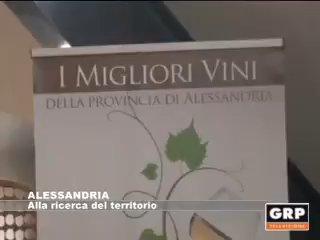 I MIGLIORI VINI
DELLA PROVINCIA DI ALESSANDRIA
ALESSANDRIA
Alla ricerca del territorio
GRP